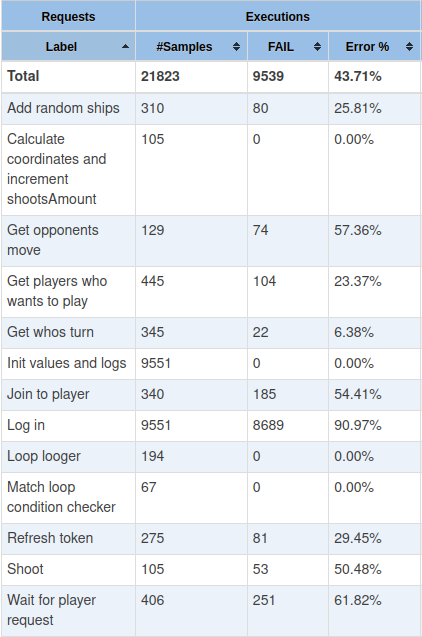 Requests Executions
Label #Samples FAIL Error %
Total 21823 9539 43.71%
Add random ships 310 80 25.81%
Calculate 105 0 0.00%
coordinates and
increment
shootsAmount
Get opponents 129 74 57.36%
move
Get players who 445 104 23.37%
wants to play
Get whos turn 345 22 6.38%
Init values and logs 9551 0 0.00%
Join to player 340 185 54.41%
Log in 9551 8689 90.97%
Loop looger 194 0 0.00%
Match loop 67 0 0.00%
condition checker
Refresh token 275 81 29.45%
Shoot 105 53 50.48%
Wait for player 406 251 61.82%
request